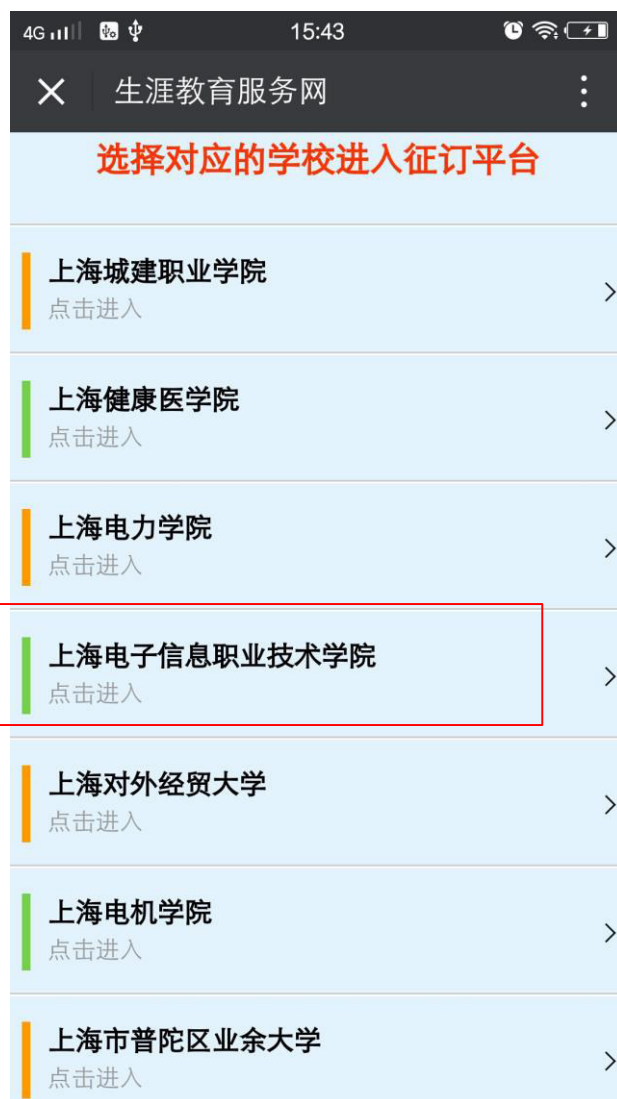 4G 15:43
生涯教育服务网
选择对应的学校进入征订平台
上海城建职业学院
点击进入
上海健康医学院
点击进入
上海电力学院
点击进入
上海电子信息职业技术学院
点击进入
上海对外经贸大学
点击进入
上海电机学院
点击进入
上海市普陀区业余大学
点击进入